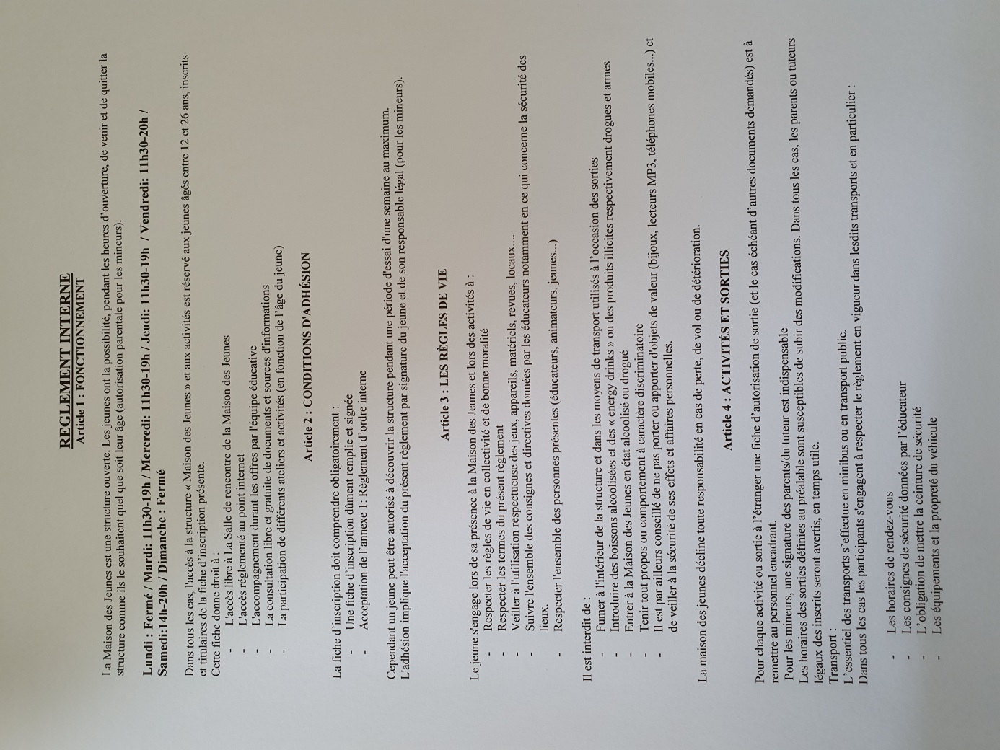 REGLEMENT INTERNE
Article 1 : FONCTIONNEMENT
La Maison des Jeunes est une structure ouverte. Les jeunes ont la possibilité, pendant les heures d'ouverture, de venir et de quitter la
structure comme ils le souhaitent quel que soit leur âge (autorisation parentale pour les mineurs).
Lundi : Fermé / Mardi: 11h30-19h / Mercredi: 11h30-19h / Jeudi: 11h30-19h / Vendredi: 11h30-20h /
Samedi:14h-20h / Dimanche : Fermé
Dans tous les cas, l'accès à la structure « Maison des Jeunes » et aux activités est réservé aux jeunes âgés entre 12 et 26 ans, inscrits
et titulaires de la fiche d'inscription présente.
Cette fiche donne droit à :
- L'accès libre à La Salle de rencontre de la Maison des Jeunes
- L'accès réglementé au point internet
- L'accompagnement durant les offres par l'équipe éducative
- La consultation libre et gratuite de documents et sources d'informations
- La participation de différents ateliers et activités (en fonction de l'âge du jeune)
Article 2 : CONDITIONS D'ADHÉSION
La fiche d'inscription doit comprendre obligatoirement :
- Une fiche d'inscription dûment remplie et signée
- Acceptation de l'annexe 1: Règlement d'ordre interne
Cependant un jeune peut être autorisé à découvrir la structure pendant une période d'essai d'une semaine au maximum.
L'adhésion implique l'acceptation du présent règlement par signature du jeune et de son responsable légal (pour les mineurs).
Article 3 : LES RÈGLES DE VIE
Le jeune s'engage lors de sa présence à la Maison des Jeunes et lors des activités à :
- Respecter les règles de vie en collectivité et de bonne moralité
- Respecter les termes du présent règlement
- Veiller à l'utilisation respectueuse des jeux, appareils, matériels, revues, locaux....
- Suivre l'ensemble des consignes et directives données par les éducateurs notamment en ce qui concerne la sécurité des
lieux.
- Respecter l'ensemble des personnes présentes (éducateurs, animateurs, jeunes...)
Il est interdit de :
- Fumer à l'intérieur de la structure et dans les moyens de transport utilisés à l'occasion des sorties
- Introduire des boissons alcoolisées et des « energy drinks » ou des produits illicites respectivement drogues et armes
- Entrer à la Maison des Jeunes en état alcoolisé ou drogué
- Tenir tout propos ou comportement à caractère discriminatoire
- Il est par ailleurs conseillé de ne pas porter ou apporter d'objets de valeur (bijoux, lecteurs MP3, téléphones mobiles...) et
de veiller à la sécurité de ses effets et affaires personnelles.
La maison des jeunes décline toute responsabilité en cas de perte, de vol ou de détérioration.
Article 4 : ACTIVITÉS ET SORTIES
Pour chaque activité ou sortie à l'étranger une fiche d'autorisation de sortie (et le cas échéant d'autres documents demandés) est à
remettre au personnel encadrant.
Pour les mineurs, une signature des parents/du tuteur est indispensable
Les horaires des sorties définies au préalable sont susceptibles de subir des modifications. Dans tous les cas, les parents ou tuteurs
légaux des inscrits seront avertis, en temps utile.
Transport :
L'essentiel des transports s'effectue en minibus ou en transport public.
Dans tous les cas les participants s'engagent à respecter le règlement en vigueur dans lesdits transports et en particulier :
- Les horaires de rendez-vous
- Les consignes de sécurité données par l'éducateur
- L'obligation de mettre la ceinture de sécurité
- Les équipements et la propreté du véhicule